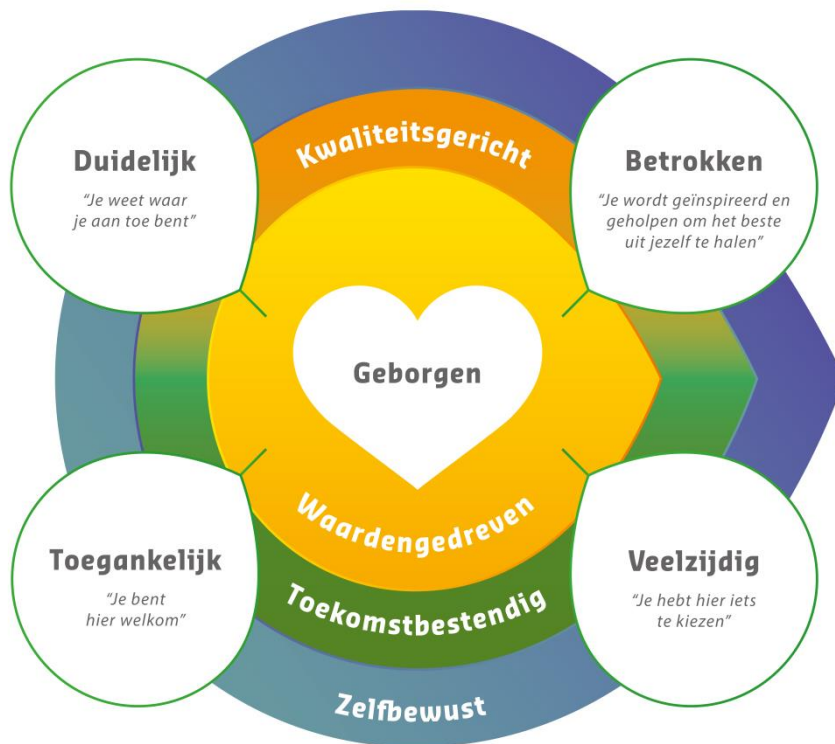 Kwaliteitsgericht
Duidelijk
“Je weet waar
je aan toe bent”
Betrokken
“Je wordt geïnspireerd en
geholpen om het beste
uit jezelf te halen”
Geborgen
Waardengedreven
Toegankelijk
“Je bent
hier welkom”
Veelzijdig
“Je hebt hier iets
te kiezen”
Toekomstbestendig
Zelfbewust